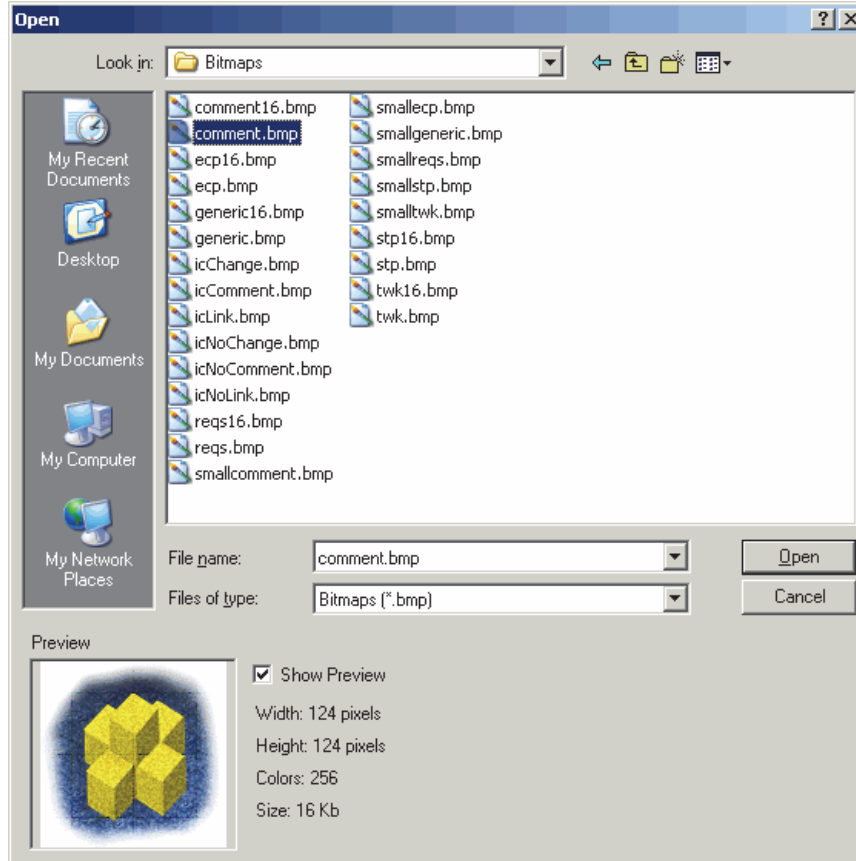 Open
Look in: Bitmaps
My Recent
Documents
Desktop
My Documents
My Computer
My Network
Places
comment16.bmp
comment.bmp
ecp16.bmp
ecp.bmp
generic16.bmp
generic.bmp
icChange.bmp
icComment.bmp
icLink.bmp
icNoChange.bmp
icNoComment.bmp
icNoLink.bmp
reqs16.bmp
reqs.bmp
smallcomment.bmp
smallecp.bmp
smallgeneric.bmp
smallreqs.bmp
smallstp.bmp
smalltwk.bmp
stp16.bmp
stp.bmp
twk16.bmp
twk.bmp
File name: comment.bmp Open
Files of type: Bitmaps (*.bmp) Cancel
Preview
Show Preview
Width: 124 pixels
Height: 124 pixels
Colors: 256
Size: 16 Kb